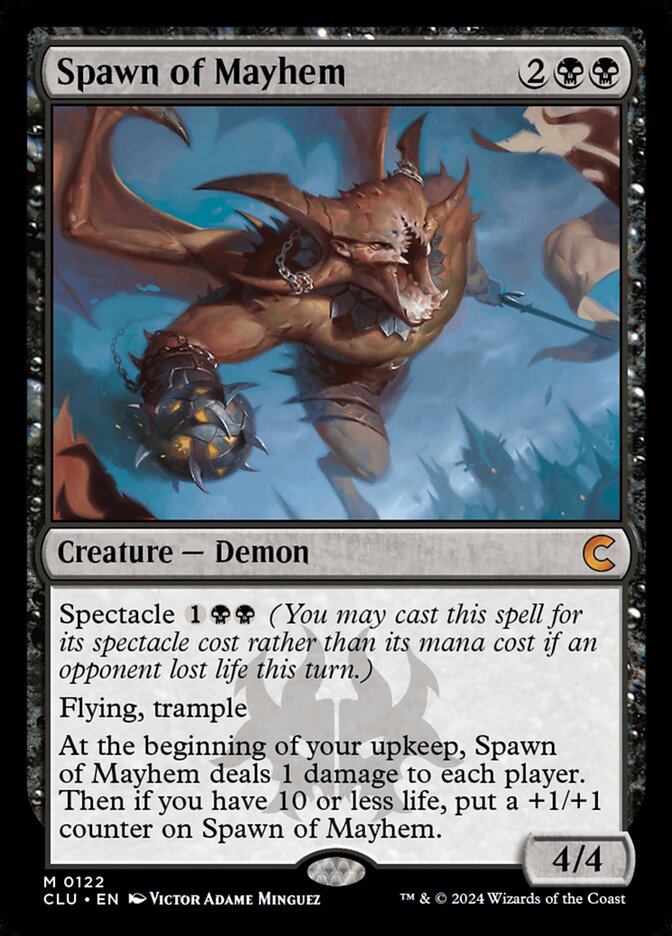 Spawn of Mayhem 2
Creature — Demon
Spectacle 1 (You may cast this spell for
its spectacle cost rather than its mana cost if an
opponent lost life this turn.)
Flying, trample
At the beginning of your upkeep, Spawn
of Mayhem deals 1 damage to each player.
Then if you have 10 or less life, put a +1/+1
counter on Spawn of Mayhem.
4/4
M 0122
CLU • EN Victor Adame Minguez ™ & © 2024 Wizards of the Coast